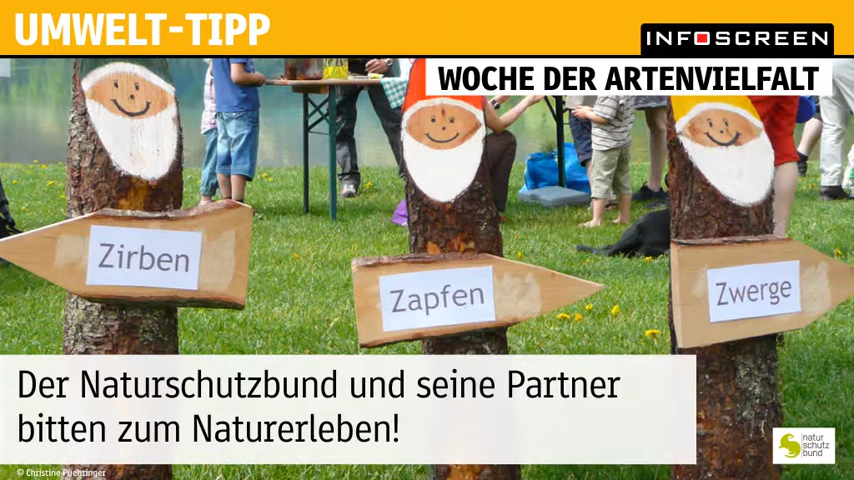 UMWELT-TIPP
INFOSCREEN
WOCHE DER ARTENVIELFALT
Zirben
Zapfen
Zwerge
Der Naturschutzbund und seine Partner
bitten zum Naturerleben!
natur
schutz
bund
© Christine Puehringer